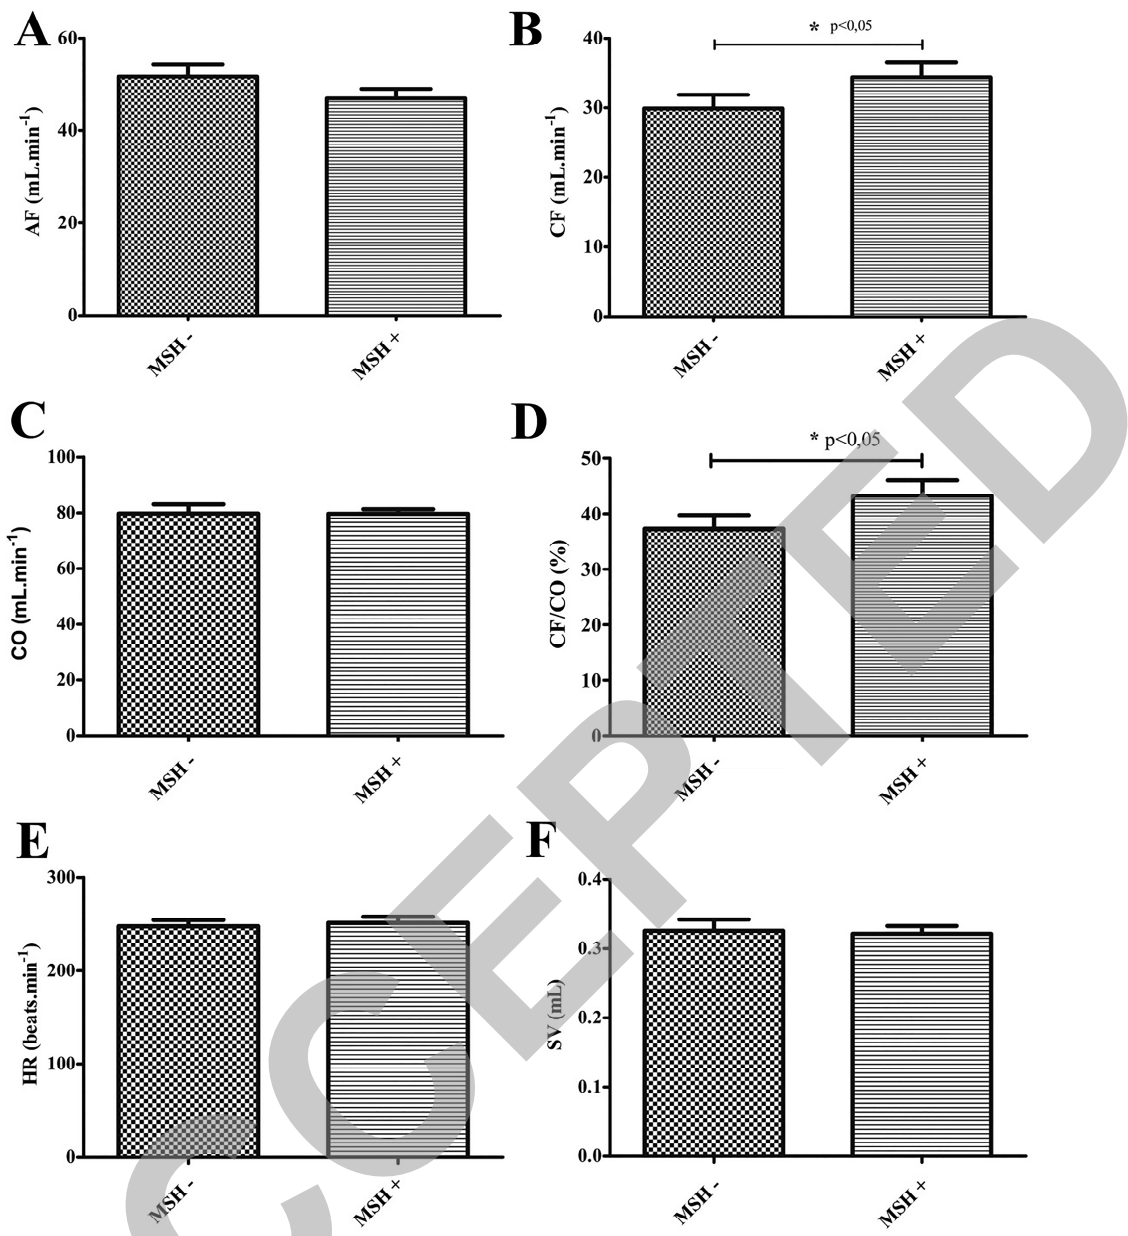 A
60
40
20
0
AF (mL.min-1)
MSH -
MSH +
B
* p<0,05
40
30
20
10
0
CF (mL.min-1)
MSH -
MSH +
C
100
80
60
40
20
0
CO (mL.min-1)
MSH -
MSH +
D
* p<0,05
50
40
30
20
10
0
CF/CO (%)
MSH -
MSH +
E
300
200
100
0
HR (beats.min-1)
MSH -
MSH +
F
0.4
0.3
0.2
0.1
0.0
SV (mL)
MSH -
MSH +
CCEPTED